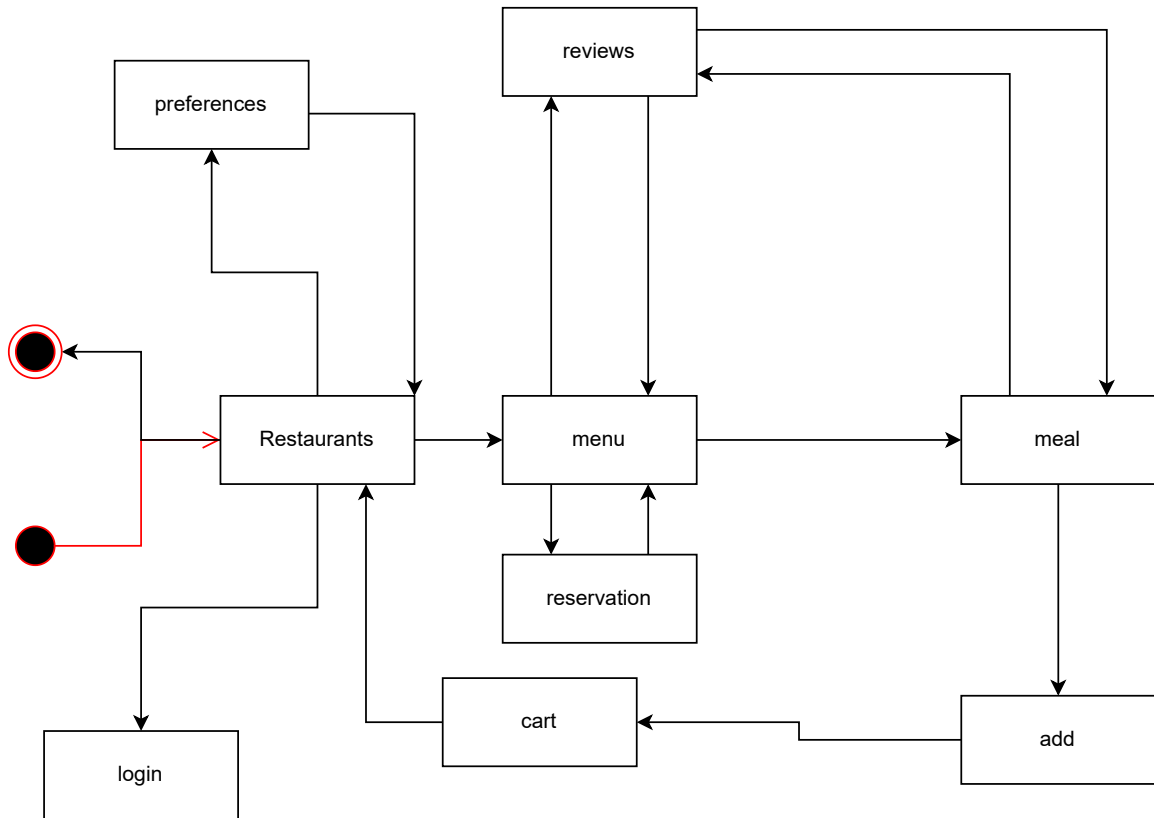 reviews
preferences
Restaurants
menu
meal
reservation
cart
add
login